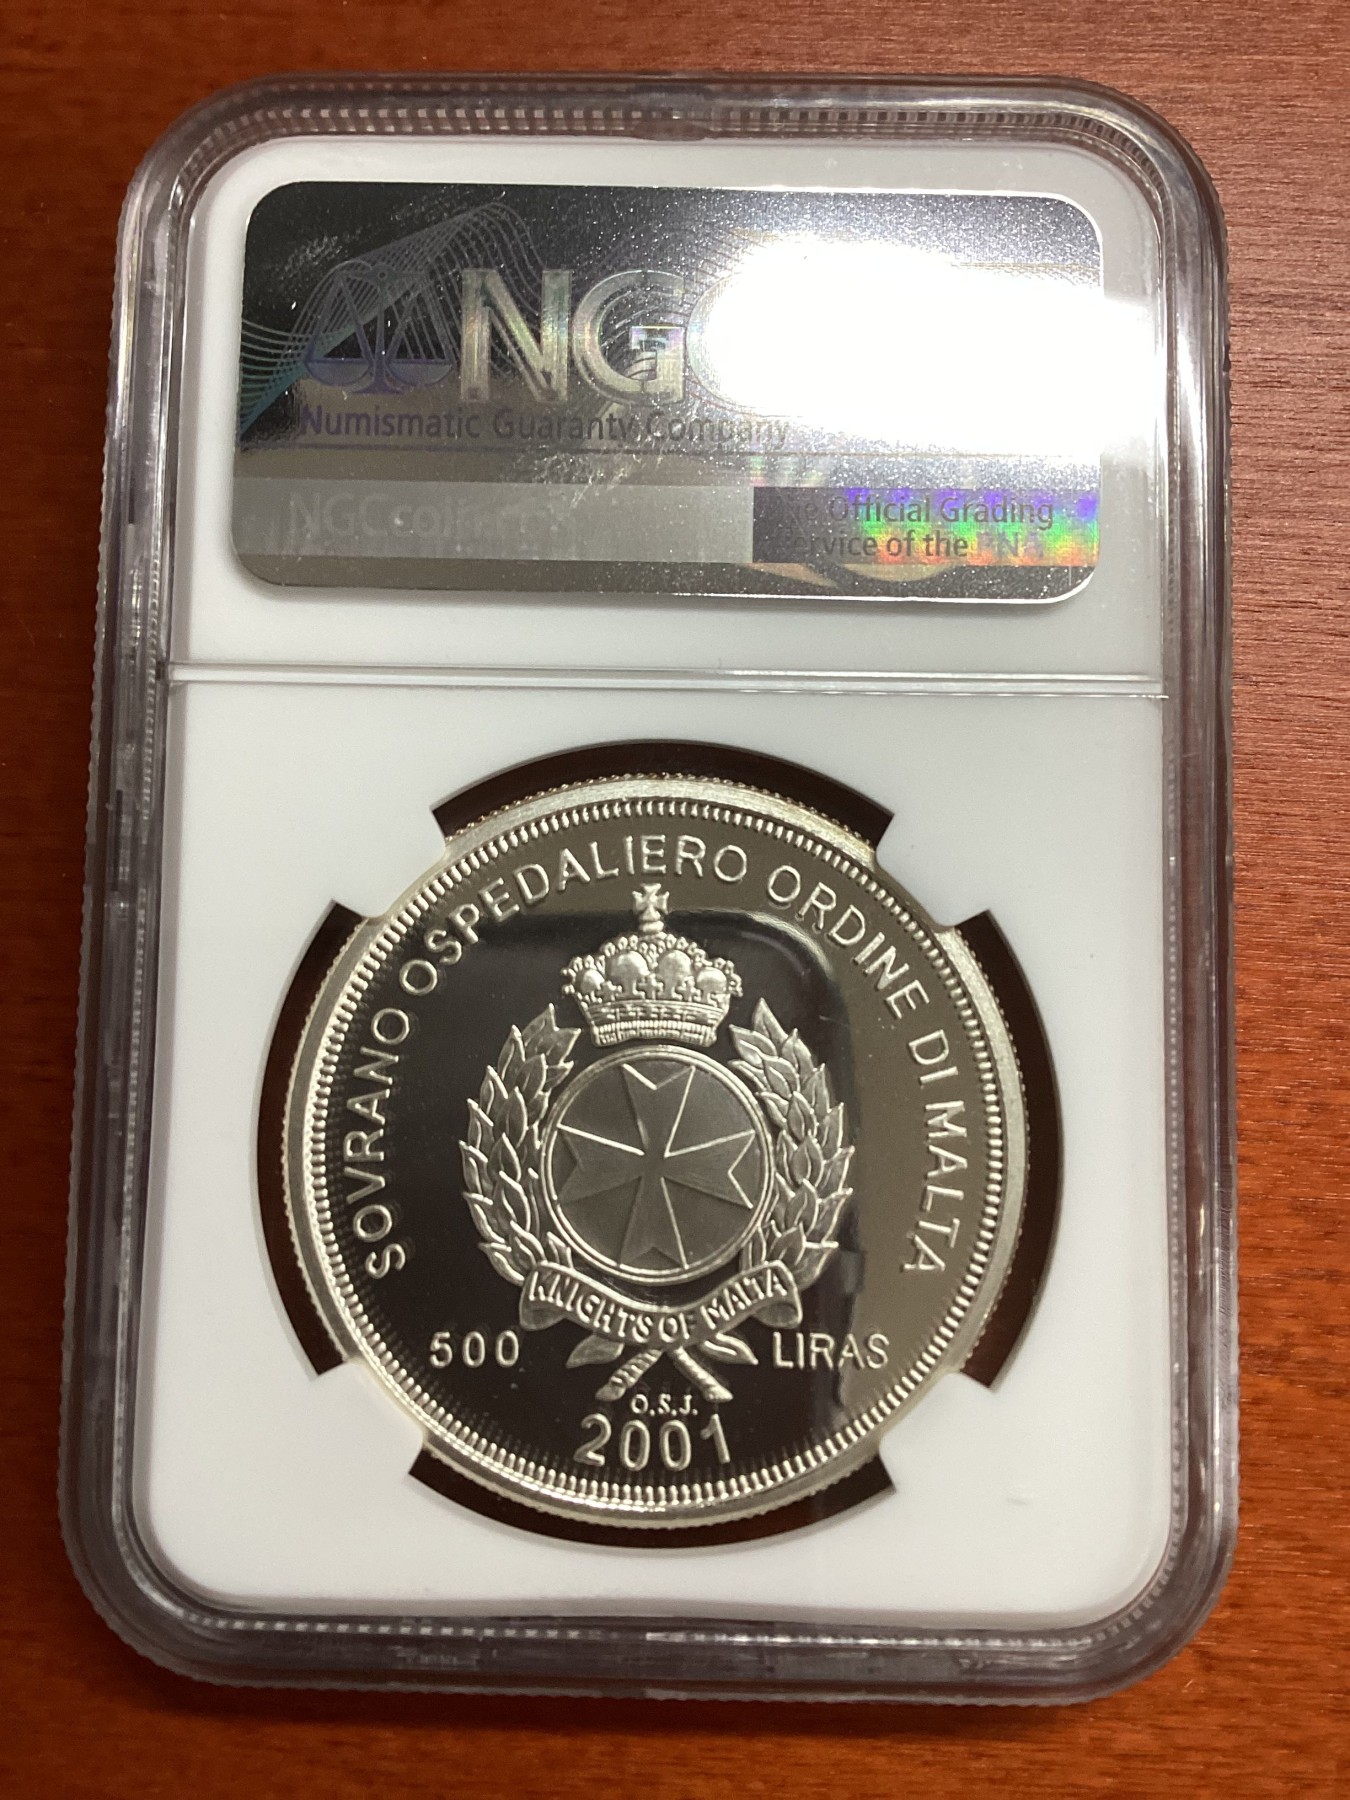 NGC
Numismatic Guaranty Company
Official Grading
Service of the PNA
SOVRANO OSPEDALIERO ORDINE DI MALTA
KNIGHTS OF MALTA
500 LIRAS
O.S.J.
2001